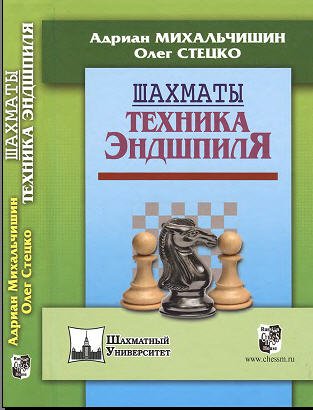 Адриан МИХАЛЬЧИШИН
Олег СТЕЦКО
ШАХМАТЫ
ТЕХНИКА
ЭНДШПИЛЯ
ШАХМАТНЫЙ
УНИВЕРСИТЕТ
www.chessm.ru
Адриан Михальчишин
Олег Стецко
ШАХМАТЫ
ТЕХНИКА ЭНДШПИЛЯ